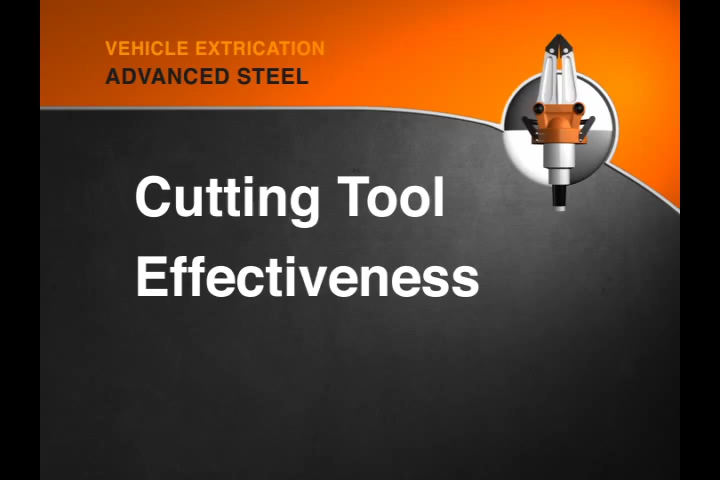 VEHICLE EXTRICATION
ADVANCED STEEL
Cutting Tool
Effectiveness